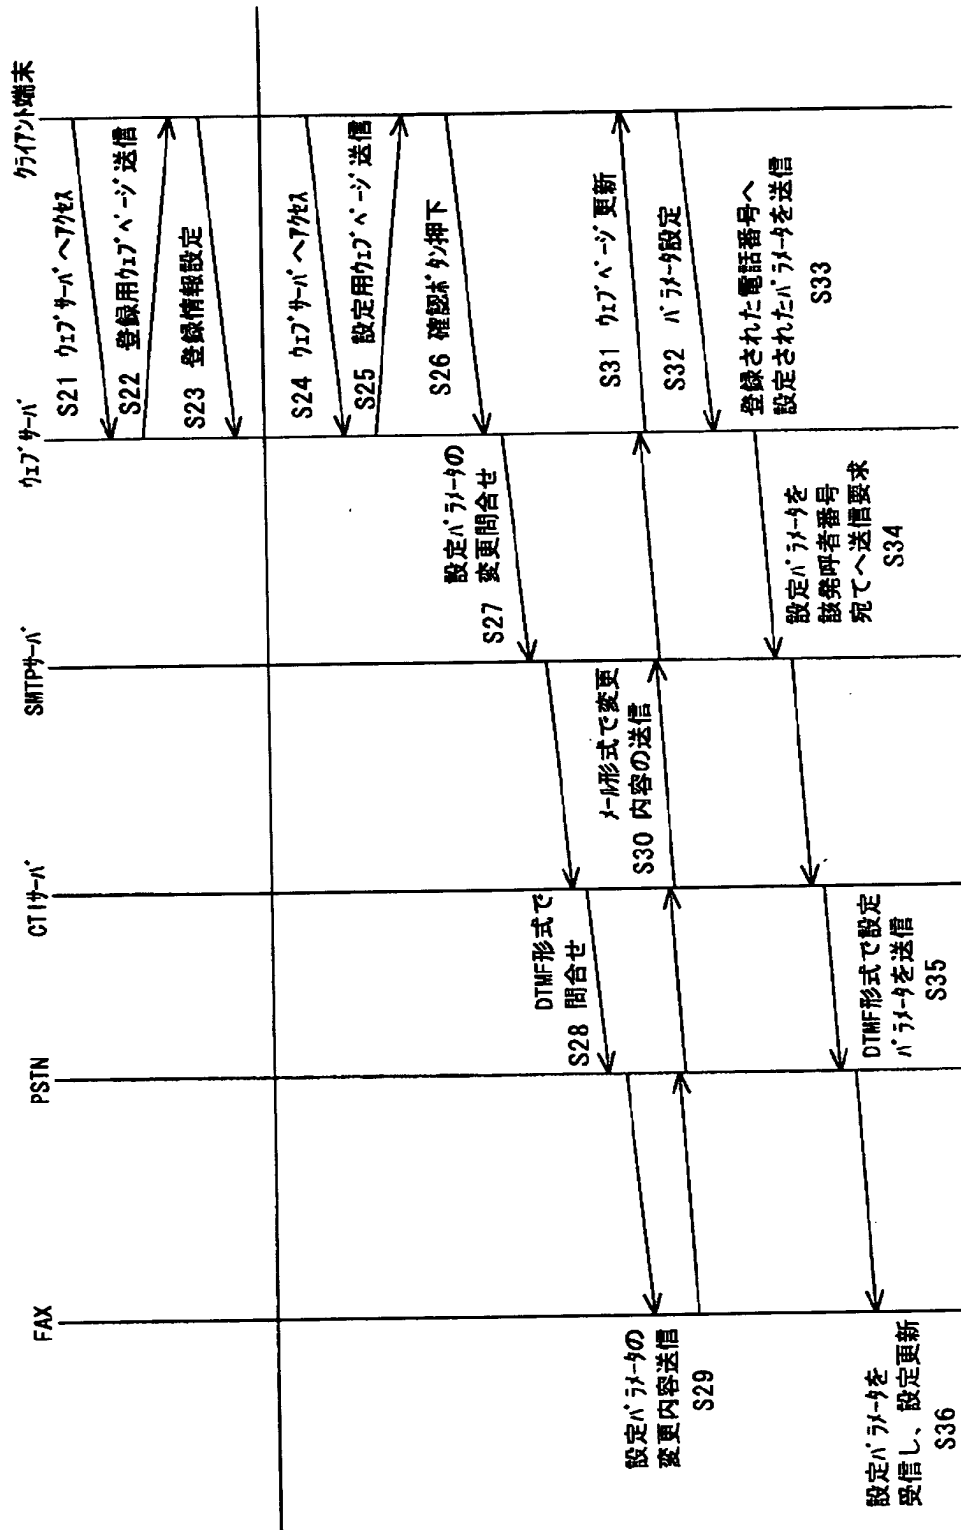 FAX
PSTN
CTIサーバ
SMTPサーバ
ウェブサーバ
クライアント端末
S21 ウェブサーバへアクセス
S22 登録用ウェブページ送信
S23 登録情報設定
S24 ウェブサーバへアクセス
S25 設定用ウェブページ送信
S26 確認ボタン押下
設定パラメータの
変更問合せ
S27
DTMF形式で
S28 問合せ
設定パラメータの
変更内容送信
S29
メール形式で変更
S30 内容の送信
S31 ウェブページ更新
S32 パラメータ設定
登録された電話番号へ
設定されたパラメータを送信
S33
設定パラメータを
該発呼者番号
宛てへ送信要求
S34
DTMF形式で設定
パラメータを送信
S35
設定パラメータを
受信し、設定更新
S36